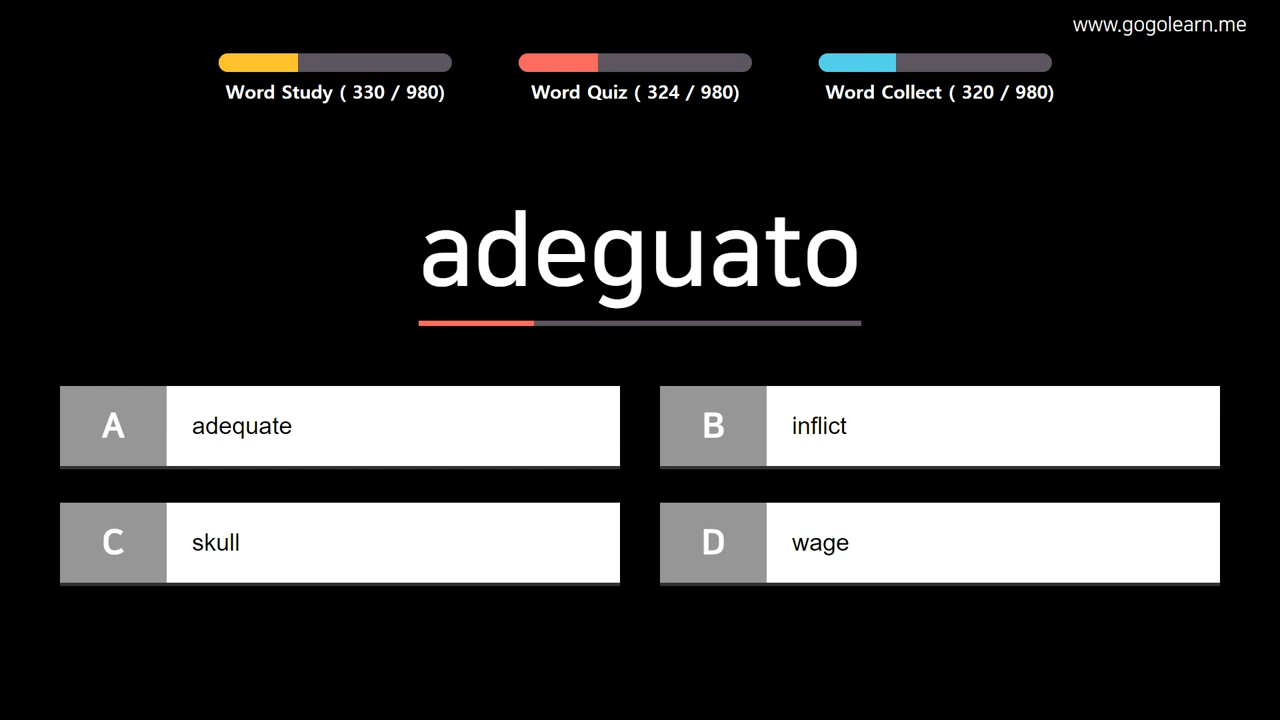 www.gogolearn.me
Word Study ( 330 / 980)
Word Quiz ( 324 / 980)
Word Collect ( 320 / 980)
adeguato
A adequate
B inflict
C skull
D wage